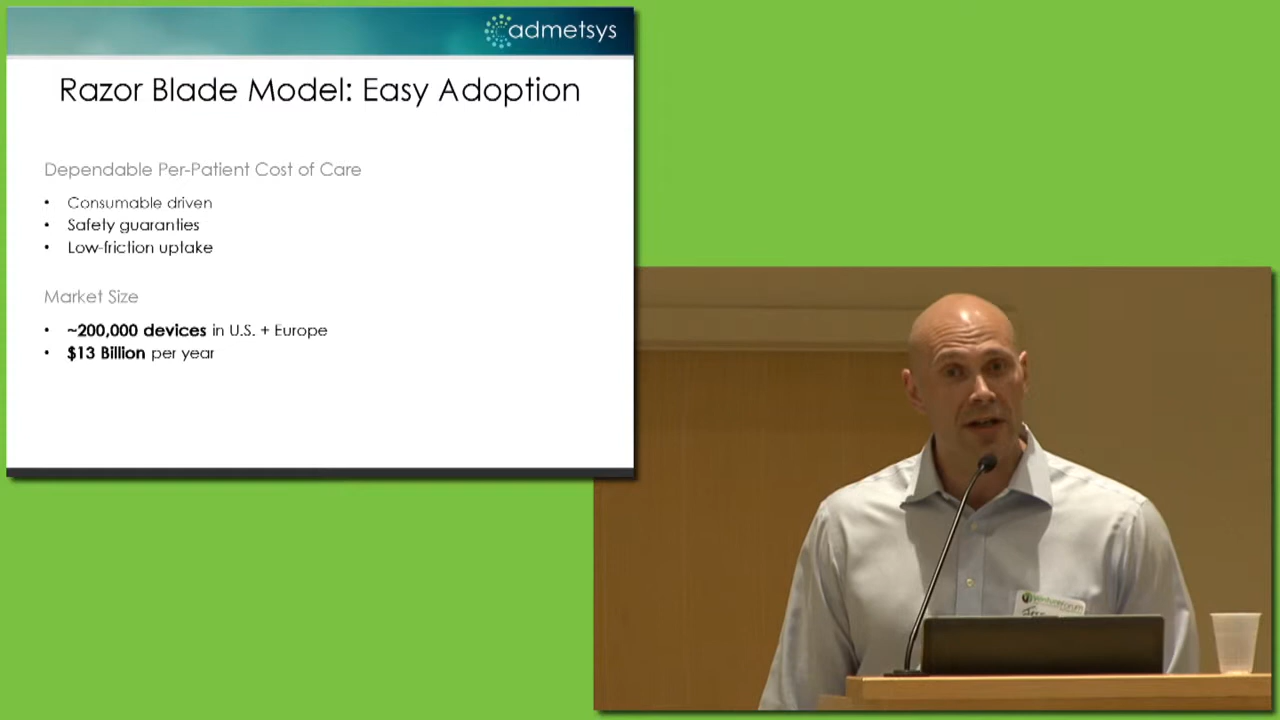 admetsys
Razor Blade Model: Easy Adoption
Dependable Per-Patient Cost of Care
• Consumable driven
• Safety guaranties
• Low-friction uptake
Market Size
• ~200,000 devices in U.S. + Europe
• $13 Billion per year